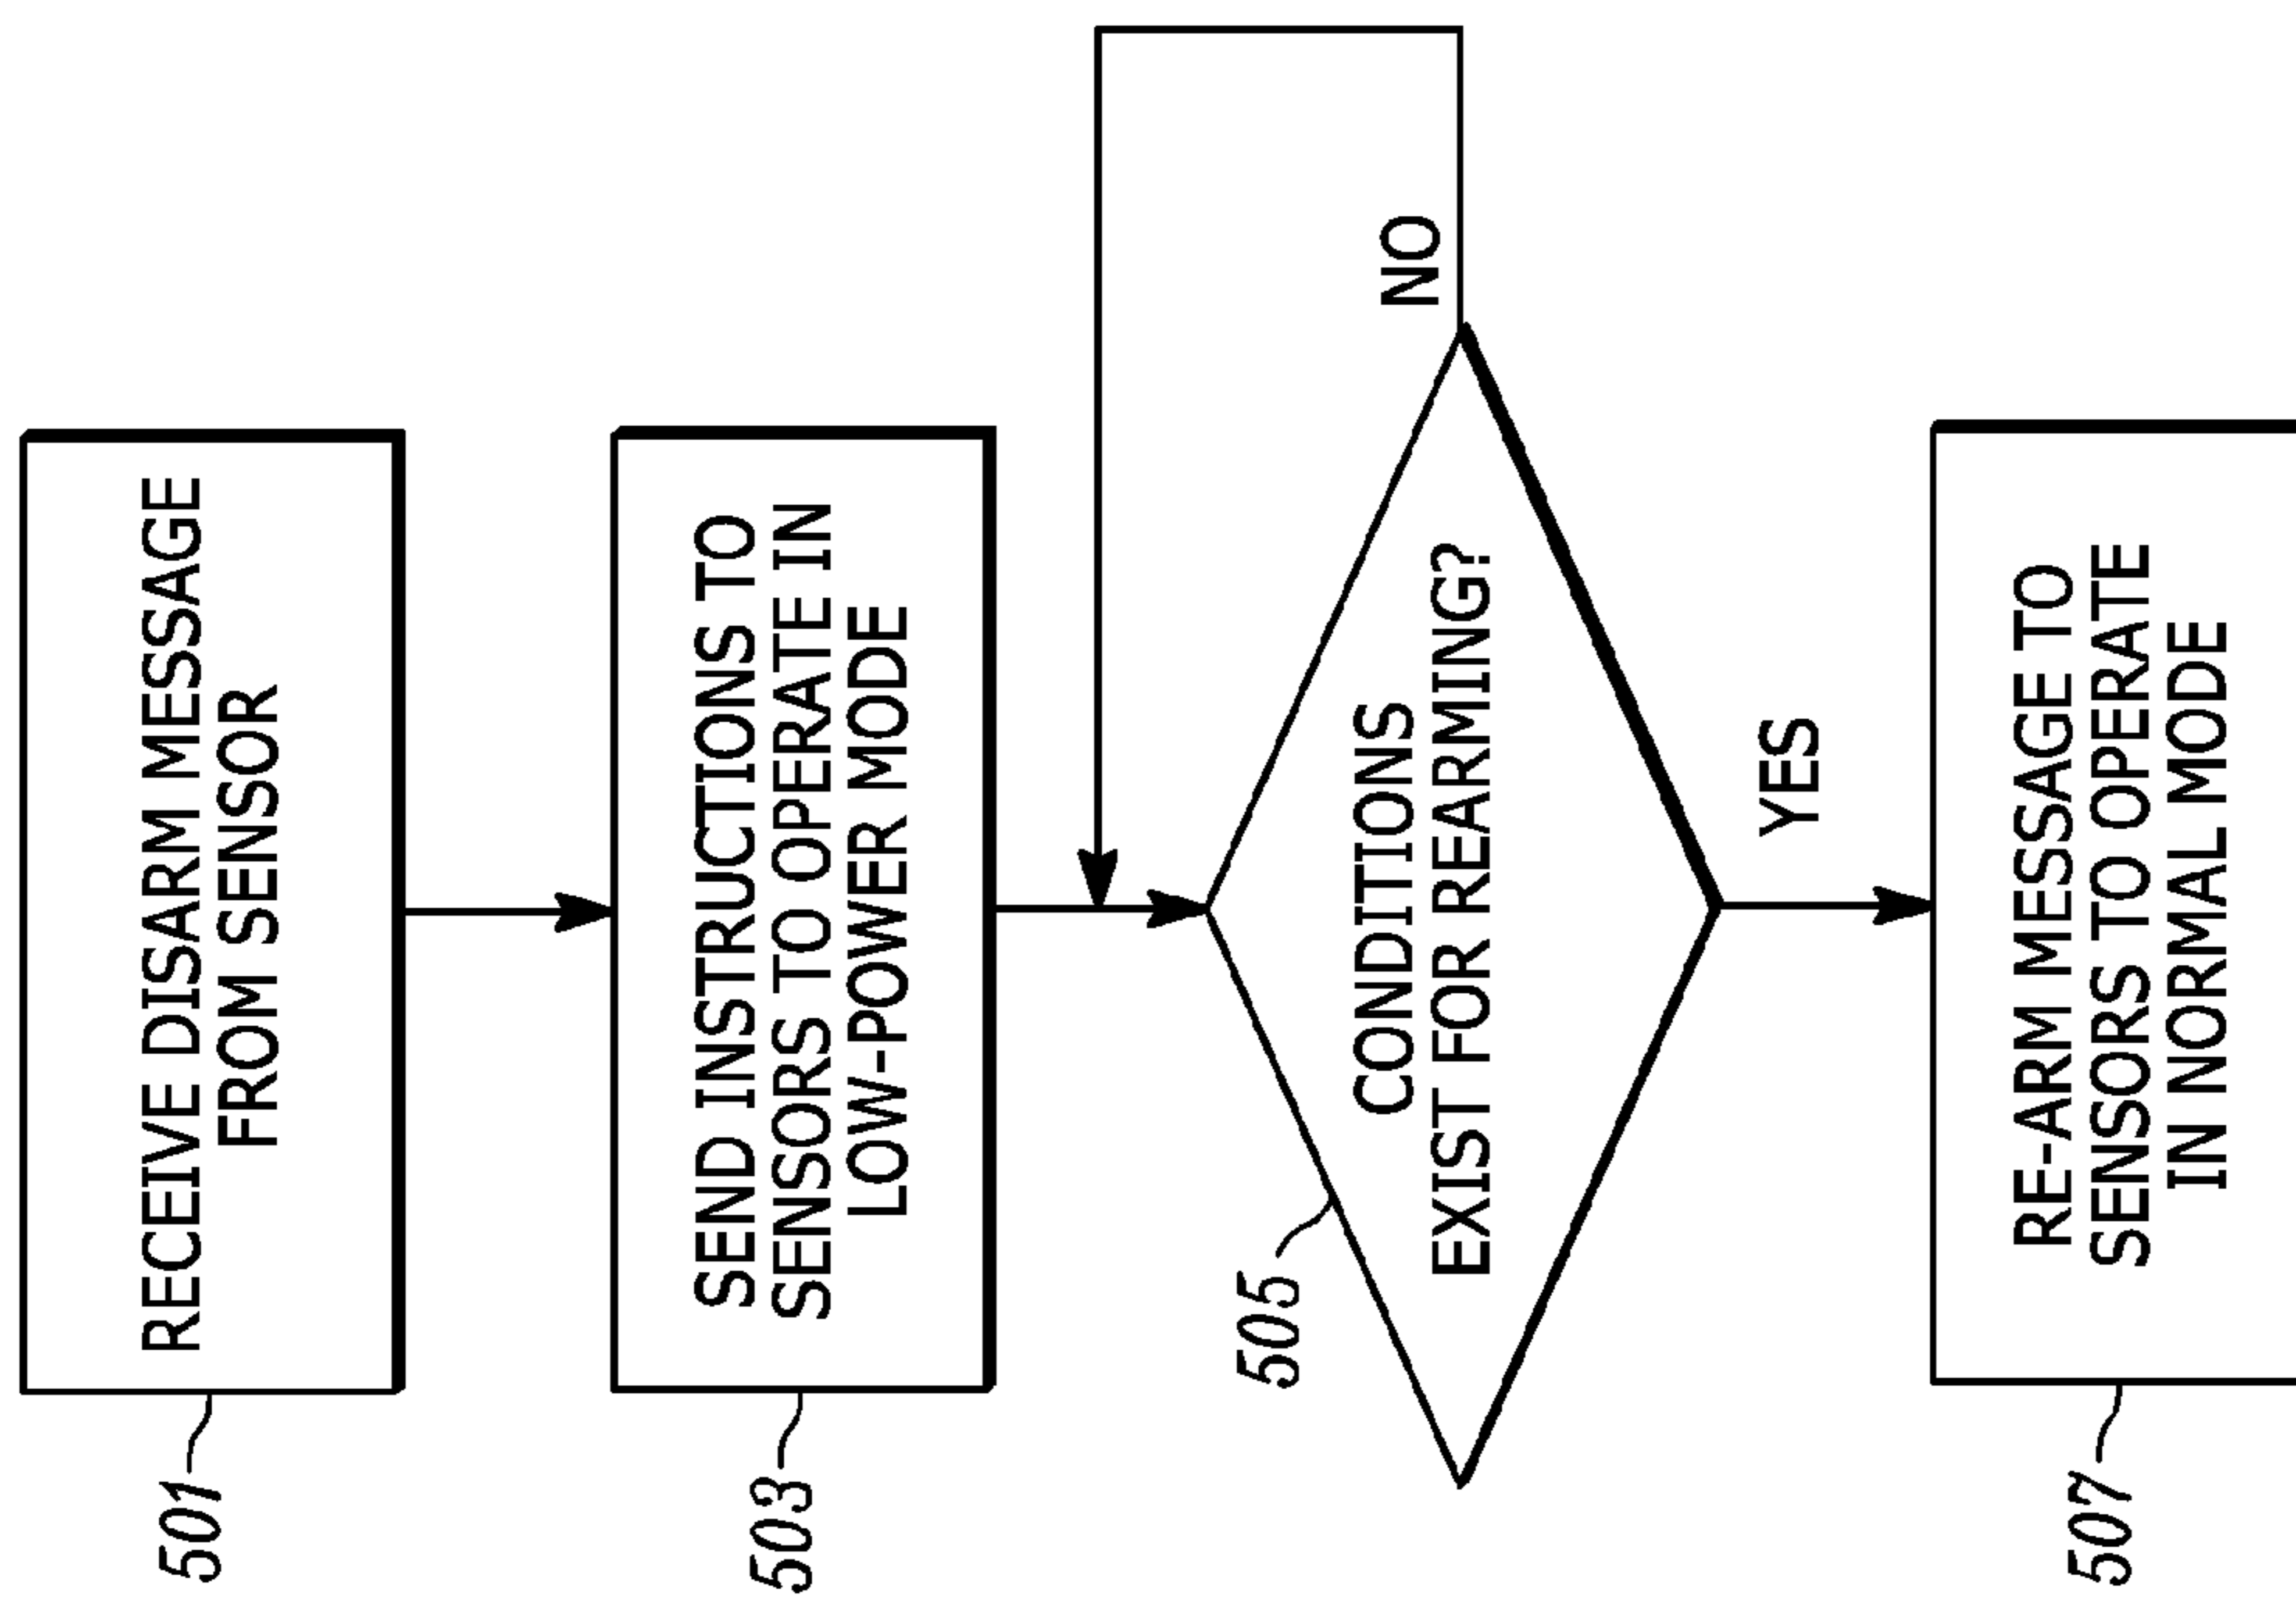 RECEIVE DISARM MESSAGE
FROM SENSOR
501
SEND INSTRUCTIONS TO
SENSORS TO OPERATE IN
LOW-POWER MODE
503
CONDITIONS
EXIST FOR REARMING?
505
NO
YES
RE-ARM MESSAGE TO
SENSORS TO OPERATE
IN NORMAL MODE
507